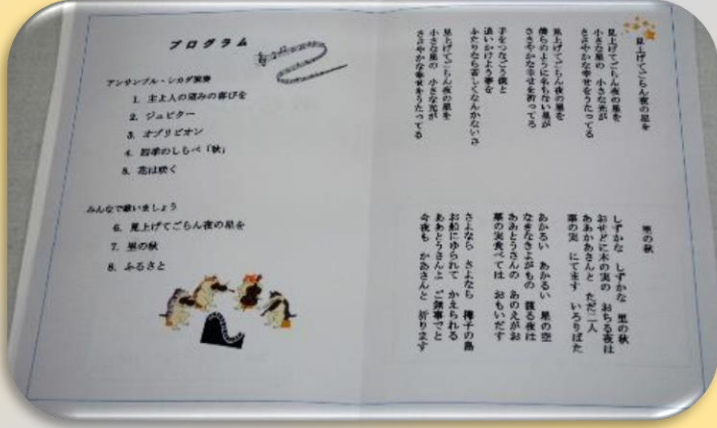 プログラム
アンサンブル・シカダ演奏
1. 主よ人の望みの喜びを
2. ジュピター
3. オブリビオン
4. 四季のしらべ「秋」
5. 花は咲く
みんなで歌いましょう
6. 見上げてごらん夜の星を
7. 里の秋
8. ふるさと
見上げてごらん夜の星を
見上げてごらん夜の星を
小さな星の 小さな光が
ささやかな幸せをうたってる
見上げてごらん夜の星を
僕らのように名もない星が
ささやかな幸せを祈ってる
手をつなごう僕と
追いかけよう夢を
ふたりなら苦しくなんかないさ
見上げてごらん夜の星を
小さな星の 小さな光が
ささやかな幸せをうたってる
里の秋
しずかな しずかな 里の秋
おせどに木の実の おちる夜は
ああかあさんと ただ二人
栗の実 にてます いろりばた
あかるい あかるい 星の空
なきなきよがもの 渡る夜は
ああとうさんの あのえがお
栗の実食べては おもいだす
さよなら さよなら 椰子の島
お船にゆられて かえられる
ああとうさんよ ご無事でと
今夜も かあさんと 祈ります